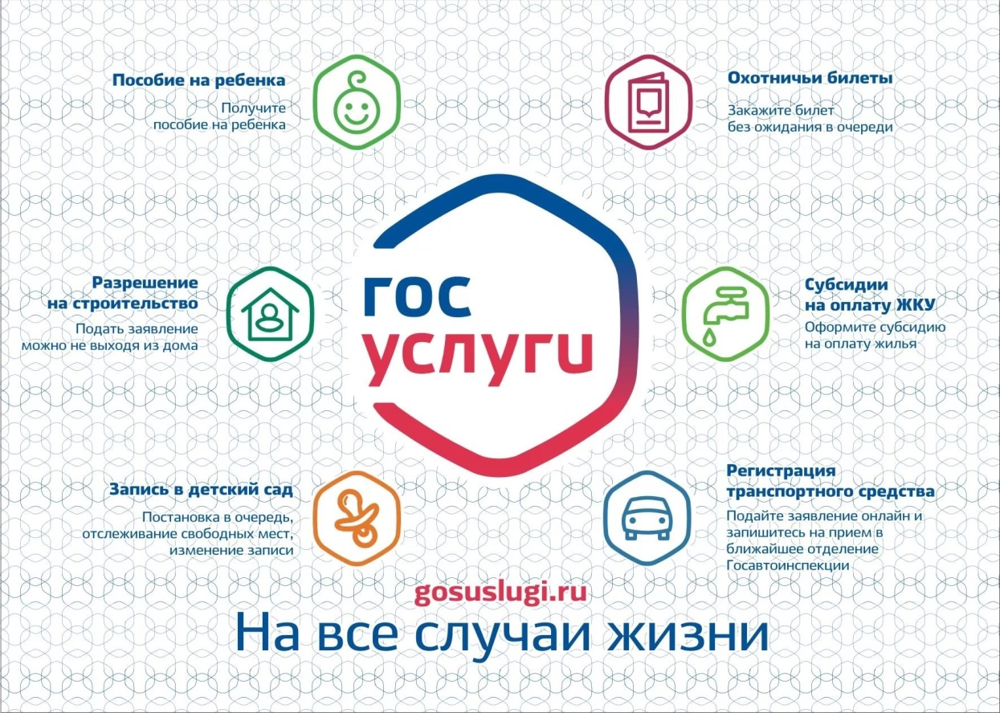 Пособие на ребенка
Получите
пособие на ребенка
Охотничьи билеты
Закажите билет
без ожидания в очереди
гос
услуги
Разрешение
на строительство
Подать заявление
можно не выходя из дома
Субсидии
на оплату ЖКУ
Оформите субсидию
на оплату жилья
Запись в детский сад
Постановка в очередь,
отслеживание свободных мест,
изменение записи
Регистрация
транспортного средства
Подайте заявление онлайн и
запишитесь на прием в
ближайшее отделение
Госавтоинспекции
gosuslugi.ru
На все случаи жизни